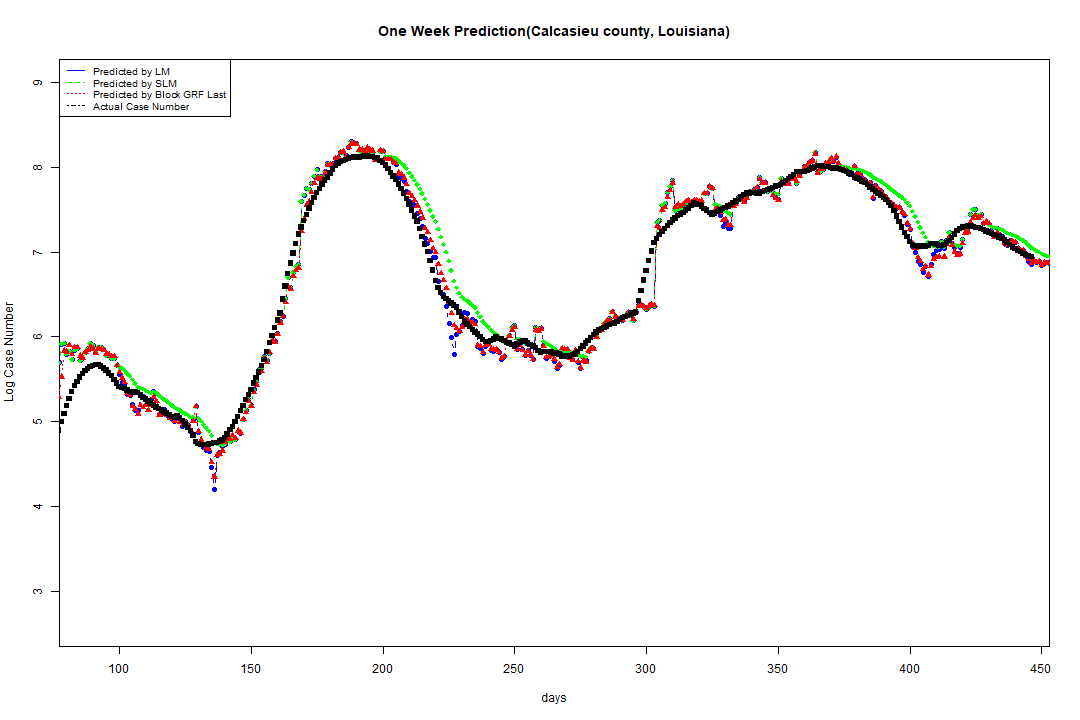 One Week Prediction(Calcasieu county, Louisiana)
Predicted by LM
Predicted by SLM
Predicted by Block GRF Last
Actual Case Number
9
8
7
6
5
4
3
Log Case Number
100 150 200 250 300 350 400 450
days